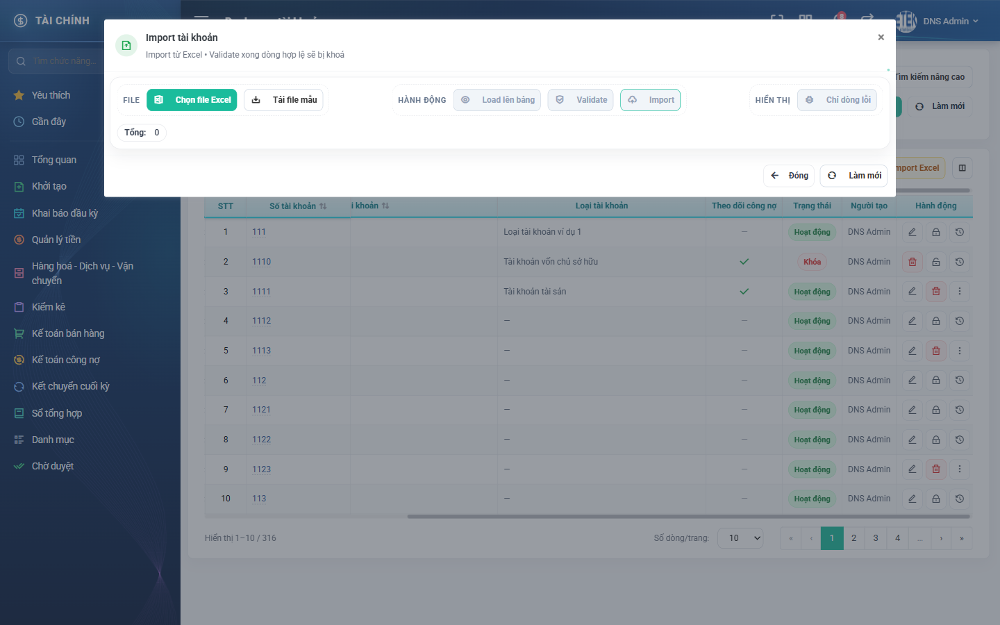 TÀI CHÍNH
8
DNS Admin
Import tài khoản
Import từ Excel • Validate xong dòng hợp lệ sẽ bị khoá
×
Tìm chức năng...
FILE
Chọn file Excel
Tải file mẫu
HÀNH ĐỘNG
Load lên bảng
Validate
Import
HIỂN THỊ
Chỉ dòng lỗi
Tìm kiếm nâng cao
Làm mới
Tổng: 0
Đóng
Làm mới
mport Excel
Yêu thích
Gần đây
Tổng quan
Khởi tạo
Khai báo đầu kỳ
Quản lý tiền
Hàng hoá - Dịch vụ - Vận
chuyển
Kiểm kê
Kế toán bán hàng
Kế toán công nợ
Kết chuyển cuối kỳ
Sổ tổng hợp
Danh mục
Chờ duyệt
STT Số tài khoản i khoản Loại tài khoản Theo dõi công nợ Trạng thái Người tạo Hành động
1 111 Loại tài khoản ví dụ 1 — Hoạt động DNS Admin
2 1110 Tài khoản vốn chủ sở hữu Khóa DNS Admin
3 1111 Tài khoản tài sản Hoạt động DNS Admin
4 1112 — — Hoạt động DNS Admin
5 1113 — — Hoạt động DNS Admin
6 112 — — Hoạt động DNS Admin
7 1121 — — Hoạt động DNS Admin
8 1122 — — Hoạt động DNS Admin
9 1123 — — Hoạt động DNS Admin
10 113 — — Hoạt động DNS Admin
Hiển thị 1–10 / 316
Số dòng/trang: 10
« ‹ 1 2 3 4 ... › »